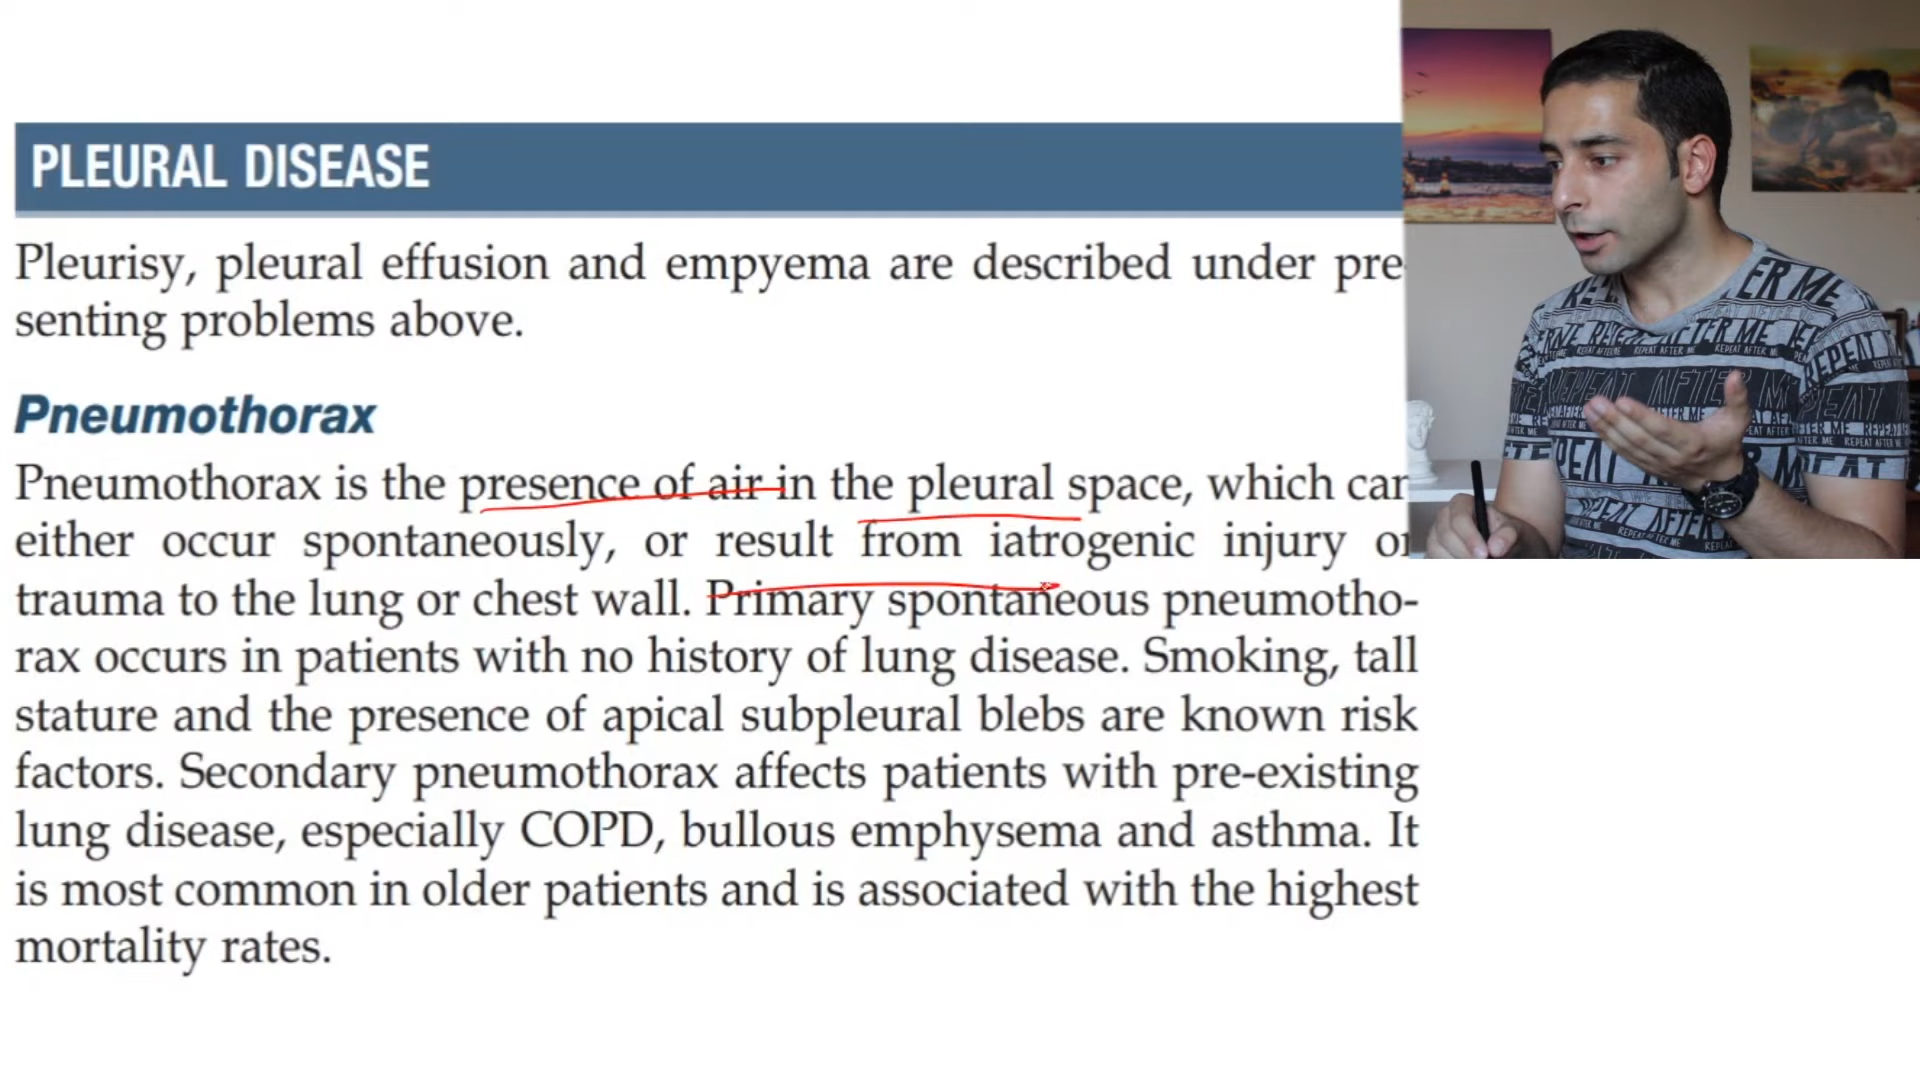 PLEURAL DISEASE
Pleurisy, pleural effusion and empyema are described under pre
senting problems above.
Pneumothorax
Pneumothorax is the presence of air in the pleural space, which can
either occur spontaneously, or result from iatrogenic injury or
trauma to the lung or chest wall. Primary spontaneous pneumotho-
rax occurs in patients with no history of lung disease. Smoking, tall
stature and the presence of apical subpleural blebs are known risk
factors. Secondary pneumothorax affects patients with pre-existing
lung disease, especially COPD, bullous emphysema and asthma. It
is most common in older patients and is associated with the highest
mortality rates.
REPEAT AFTER ME